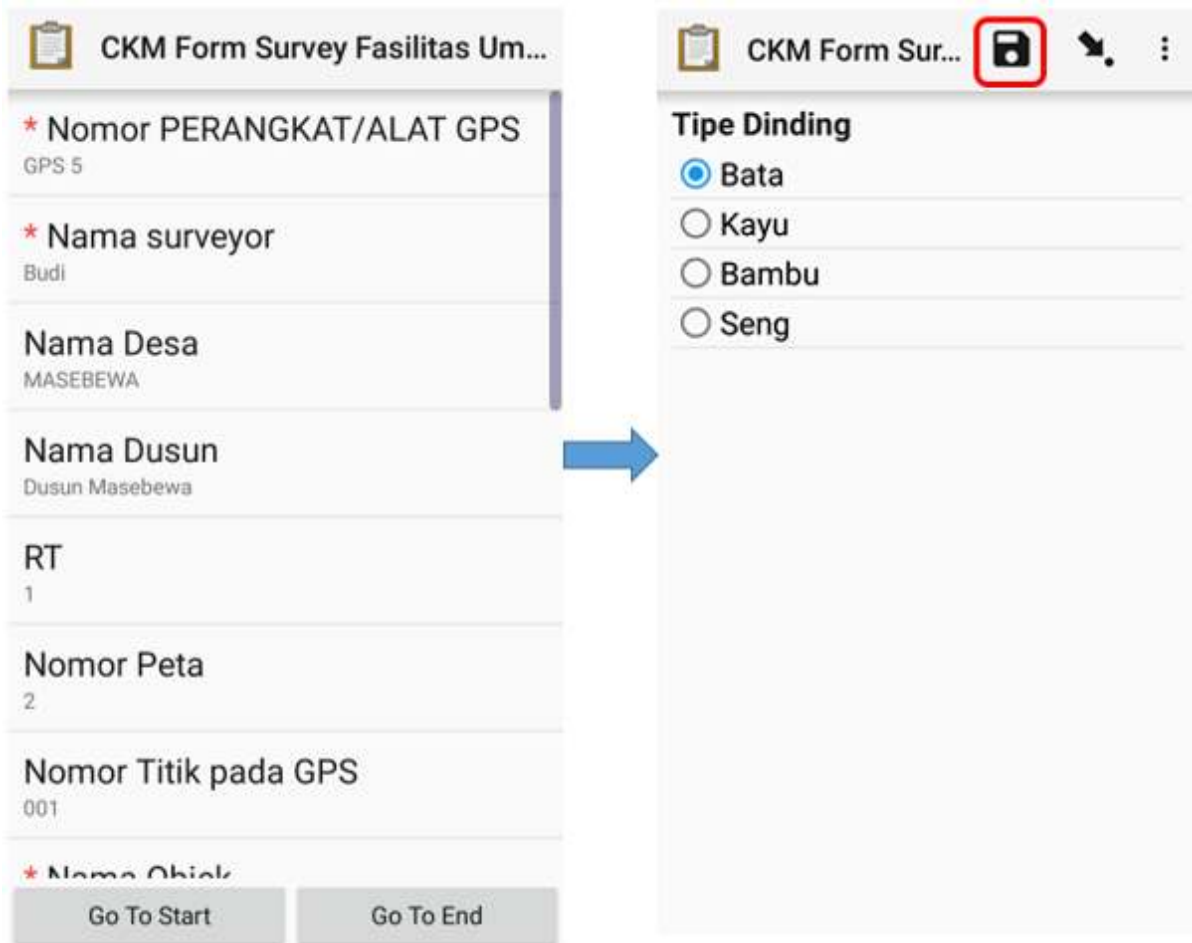 CKM Form Survey Fasilitas Um...
* Nomor PERANGKAT/ALAT GPS
GPS 5
* Nama surveyor
Budi
Nama Desa
MASEBEWA
Nama Dusun
Dusun Masebewa
RT
1
Nomor Peta
2
Nomor Titik pada GPS
001
* Nama Objek
Go To Start
Go To End
CKM Form Sur...
Tipe Dinding
Bata
Kayu
Bambu
Seng